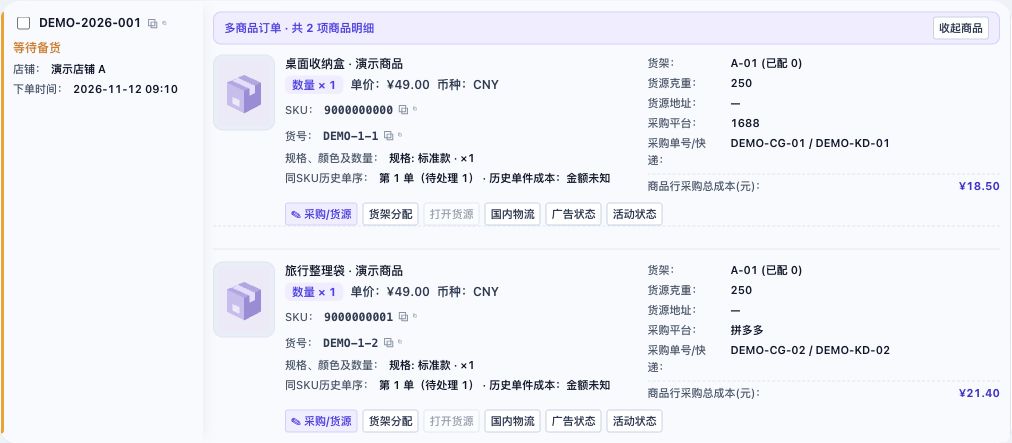 DEMO-2026-001
等待备货
店铺： 演示店铺 A
下单时间： 2026-11-12 09:10
多商品订单 · 共 2 项商品明细
收起商品
桌面收纳盒 · 演示商品
数量 × 1 单价：¥49.00 币种：CNY
SKU： 9000000000
货号： DEMO-1-1
规格、颜色及数量： 规格: 标准款 · ×1
同SKU历史单序： 第 1 单（待处理 1） · 历史单件成本：金额未知
货架： A-01 (已配 0)
货源克重： 250
货源地址： —
采购平台： 1688
采购单号/快递： DEMO-CG-01 / DEMO-KD-01
商品行采购总成本(元)： ¥18.50
✎ 采购/货源 货架分配 打开货源 国内物流 广告状态 活动状态
旅行整理袋 · 演示商品
数量 × 1 单价：¥49.00 币种：CNY
SKU： 9000000001
货号： DEMO-1-2
规格、颜色及数量： 规格: 标准款 · ×1
同SKU历史单序： 第 1 单（待处理 1） · 历史单件成本：金额未知
货架： A-01 (已配 0)
货源克重： 250
货源地址： —
采购平台： 拼多多
采购单号/快递： DEMO-CG-02 / DEMO-KD-02
商品行采购总成本(元)： ¥21.40
✎ 采购/货源 货架分配 打开货源 国内物流 广告状态 活动状态